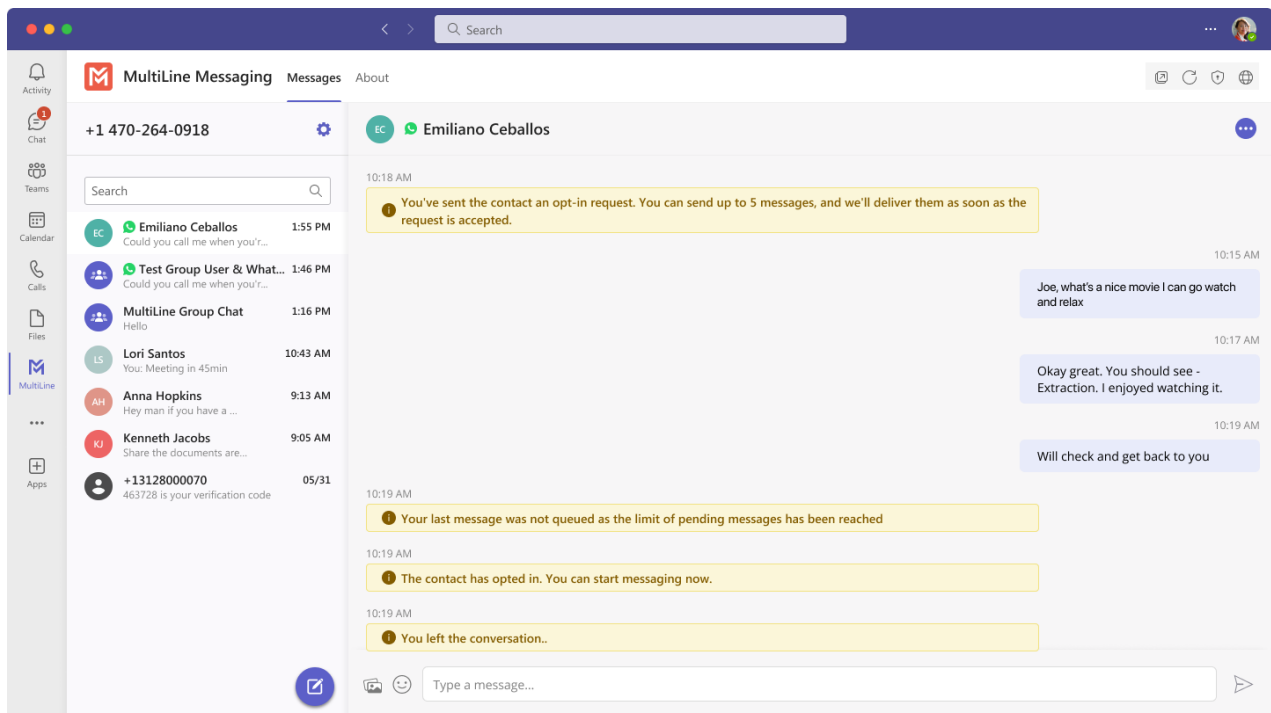 Search
Activity
1
Chat
Teams
Calendar
Calls
Files
MultiLine
Apps
MultiLine Messaging
Messages
About
+1 470-264-0918
Search
EC
Emiliano Ceballos
1:55 PM
Could you call me when you'r...
Test Group User & What...
1:46 PM
Could you call me when you'r...
MultiLine Group Chat
1:16 PM
Hello
LS
Lori Santos
10:43 AM
You: Meeting in 45min
AH
Anna Hopkins
9:13 AM
Hey man if you have a ...
KJ
Kenneth Jacobs
9:05 AM
Share the documents are...
+13128000070
05/31
463728 is your verification code
EC
Emiliano Ceballos
10:18 AM
You've sent the contact an opt-in request. You can send up to 5 messages, and we'll deliver them as soon as the
request is accepted.
10:15 AM
Joe, what's a nice movie I can go watch
and relax
10:17 AM
Okay great. You should see -
Extraction. I enjoyed watching it.
10:19 AM
Will check and get back to you
10:19 AM
Your last message was not queued as the limit of pending messages has been reached
10:19 AM
The contact has opted in. You can start messaging now.
10:19 AM
You left the conversation..
Type a message...